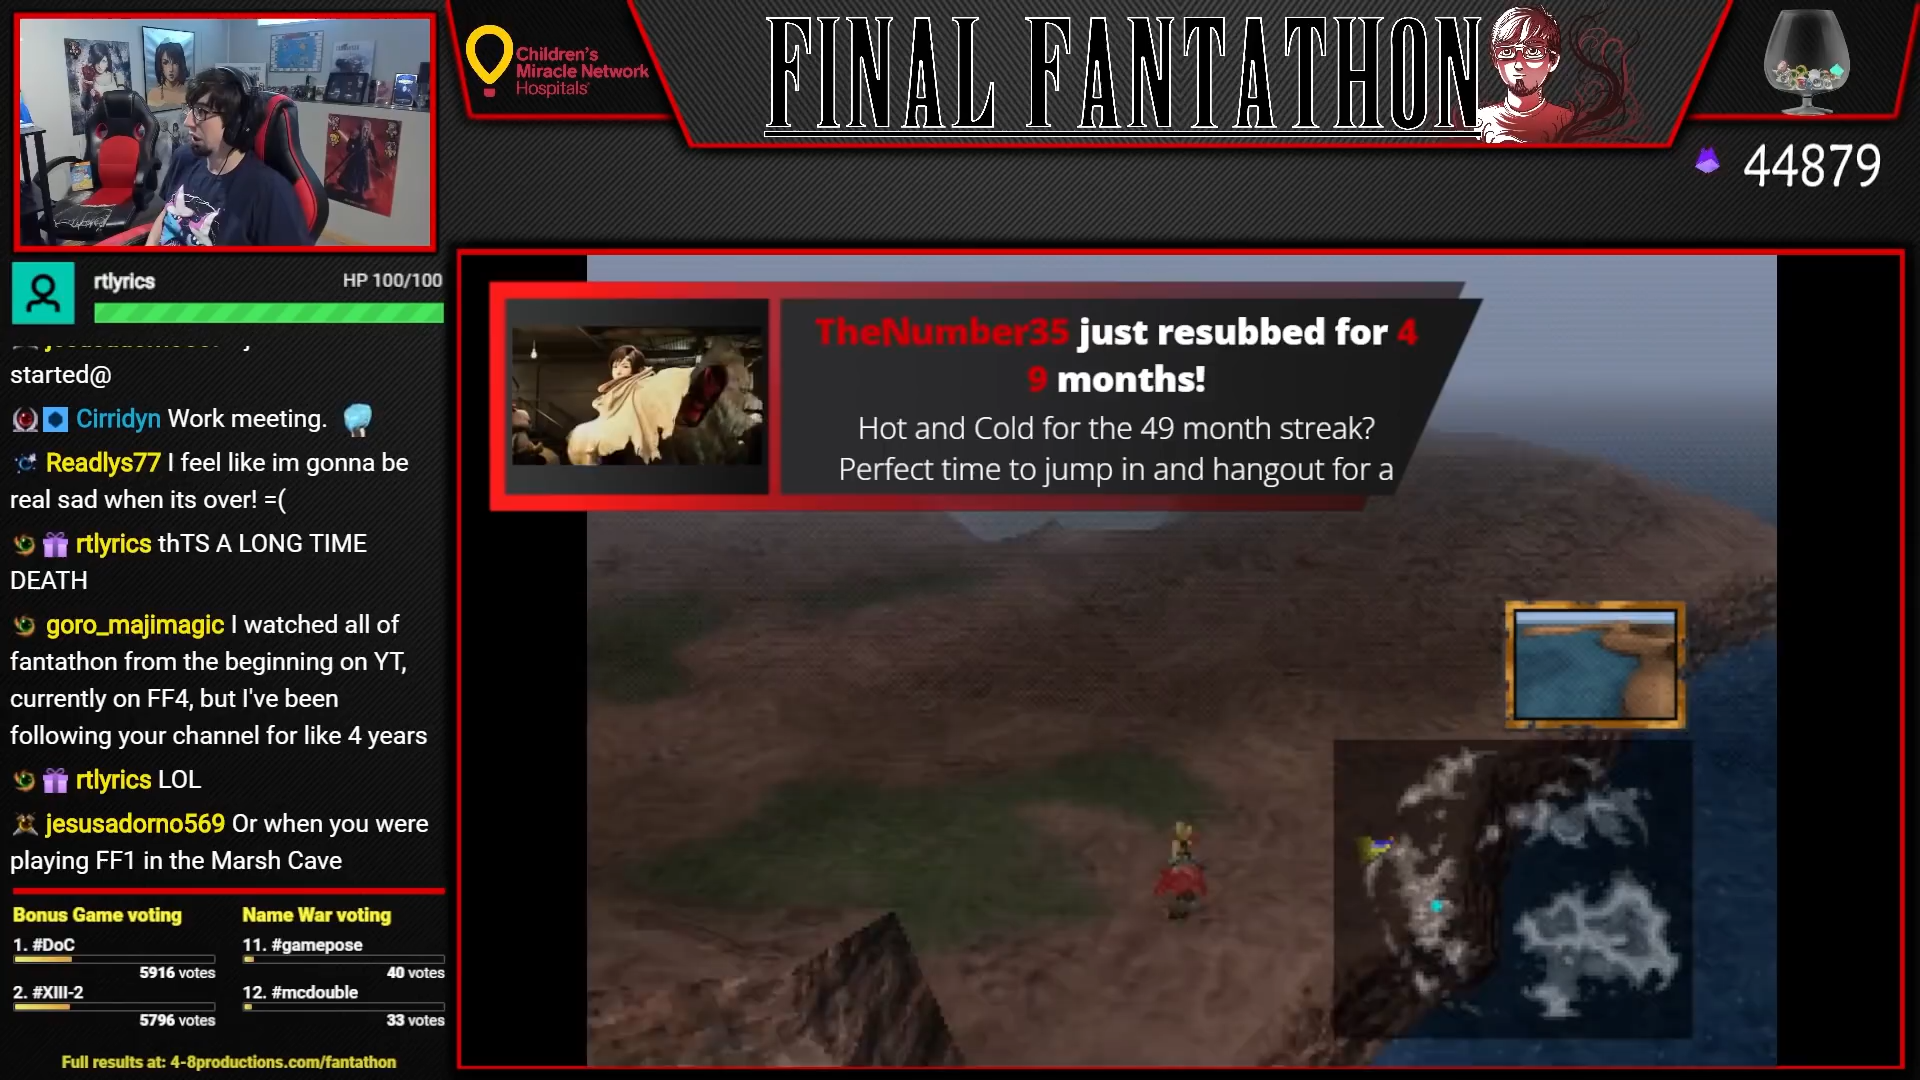 Children's
Miracle Network
Hospitals
FINAL FANTATHON
44879
rtlyrics
HP 100/100
started@
Cirridyn Work meeting.
Readlys77 I feel like im gonna be
real sad when its over! =(
rtlyrics thTS A LONG TIME
DEATH
goro_majimagic I watched all of
fantathon from the beginning on YT,
currently on FF4, but I've been
following your channel for like 4 years
rtlyrics LOL
jesusadorno569 Or when you were
playing FF1 in the Marsh Cave
Bonus Game voting
1. #DoC
5916 votes
2. #XIII-2
5796 votes
Name War voting
11. #gamepose
40 votes
12. #mcdouble
33 votes
Full results at: 4-8productions.com/fantathon
TheNumber35 just resubbed for 4
9 months!
Hot and Cold for the 49 month streak?
Perfect time to jump in and hangout for a